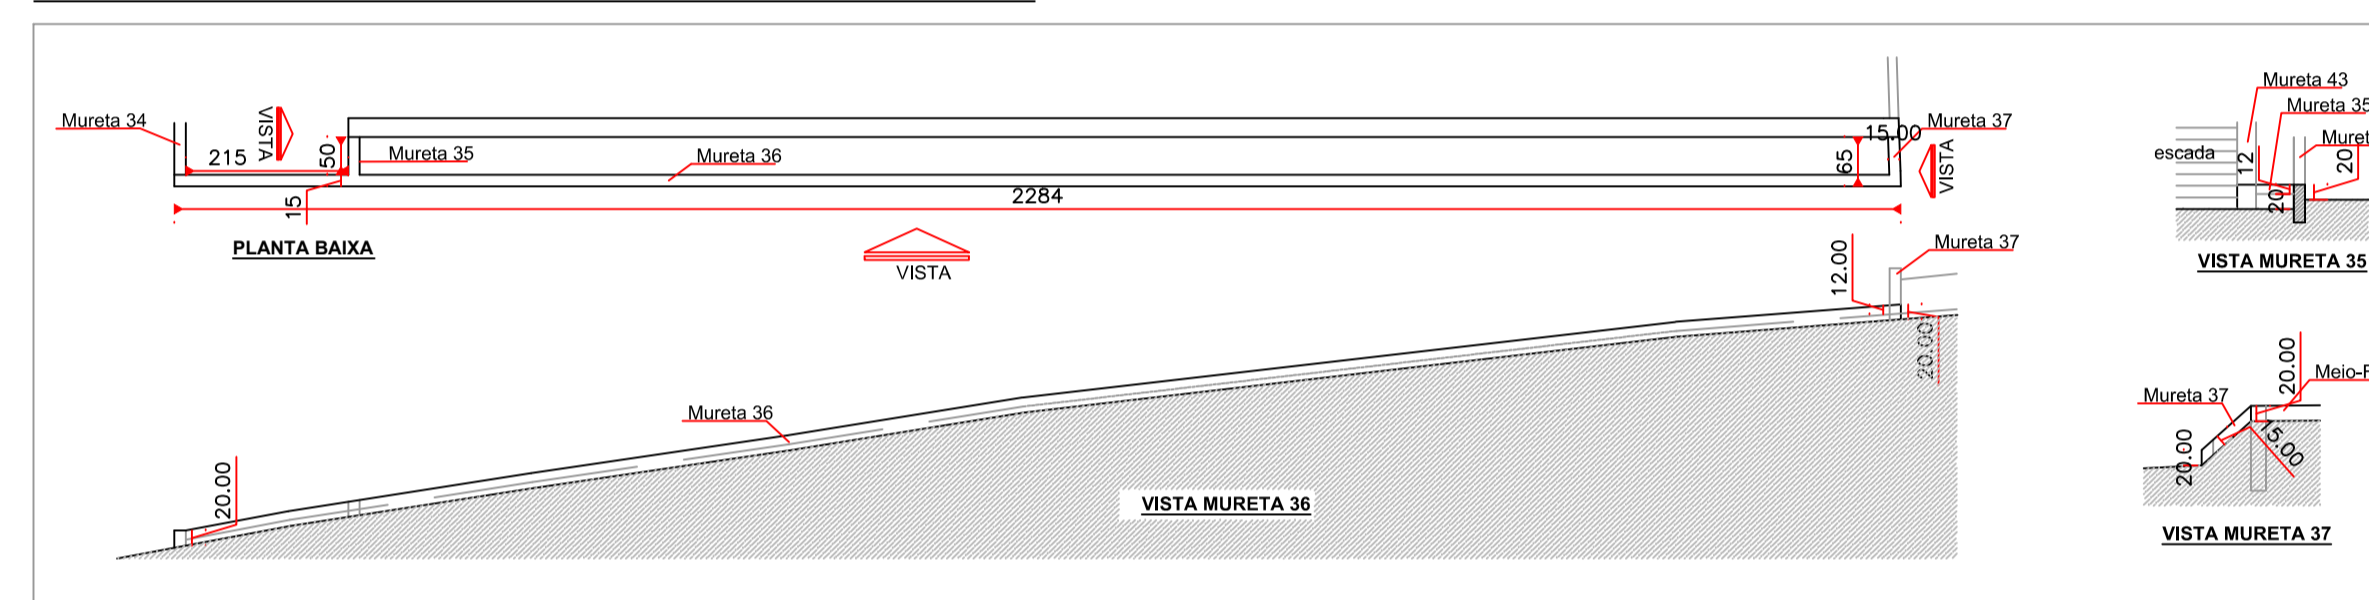 Mureta 34
VISTA
215
50
Mureta 35
Mureta 36
15.00
Mureta 37
65
VISTA
15
2284
PLANTA BAIXA
VISTA
12.00
Mureta 37
20.00
Mureta 36
20.00
VISTA MURETA 36
Mureta 43
Mureta 35
Muret
escada
12
20
20
VISTA MURETA 35
20.00
Meio-F
Mureta 37
15.00
20.00
VISTA MURETA 37